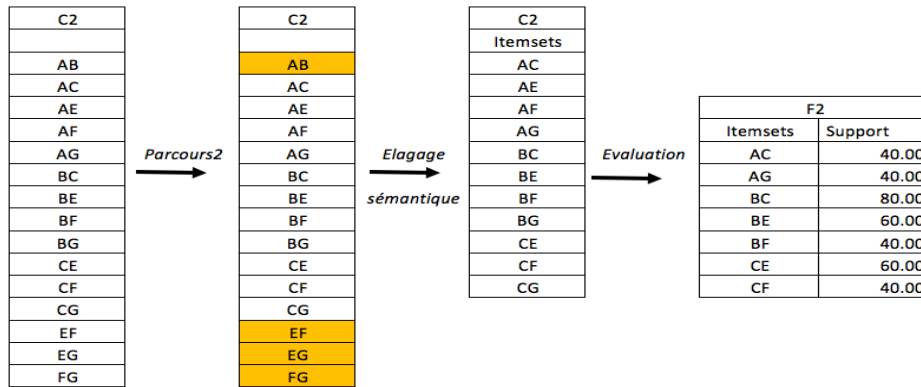 C2
AB
AC
AE
AF
AG
BC
BE
BF
BG
CE
CF
CG
EF
EG
FG
Parcours2
C2
AB
AC
AE
AF
AG
BC
BE
BF
BG
CE
CF
CG
EF
EG
FG
Elagage
sémantique
C2
Itemsets
AC
AE
AF
AG
BC
BE
BF
BG
CE
CF
CG
Evaluation
F2
Itemsets Support
AC 40.00
AG 40.00
BC 80.00
BE 60.00
BF 40.00
CE 60.00
CF 40.00